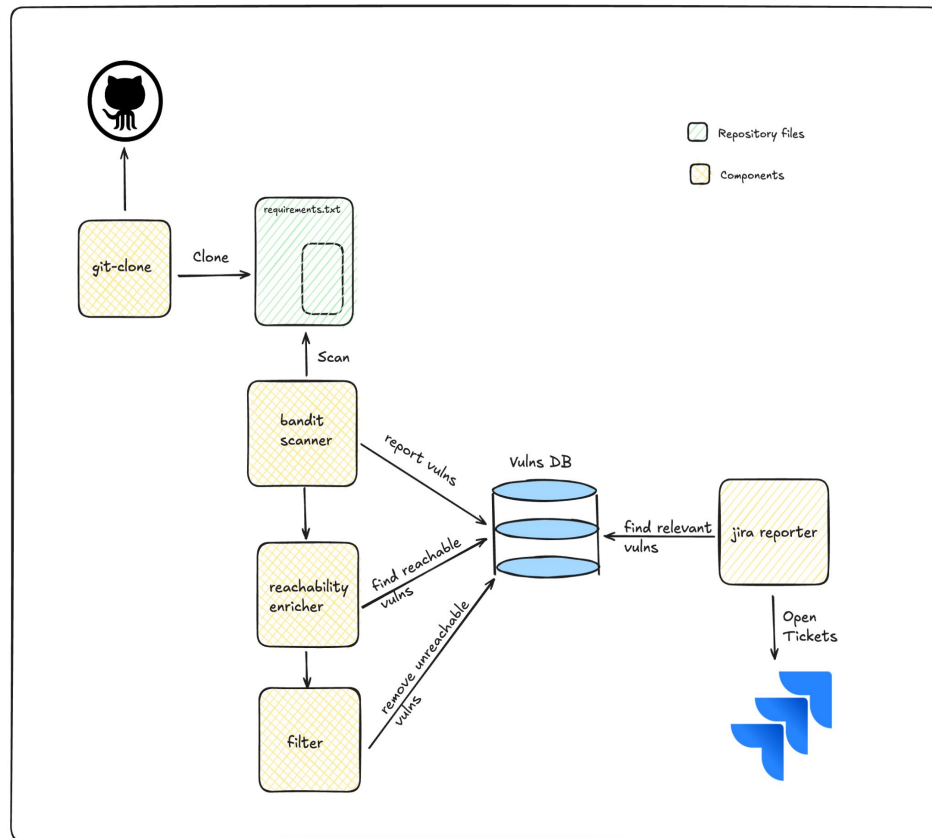 Repository files
Components
requirements.txt
git-clone
Clone
Scan
bandit
scanner
report vulns
Vulns DB
find relevant
vulns
jira reporter
reachability
enricher
find reachable
vulns
Open
Tickets
remove unreachable
vulns
filter